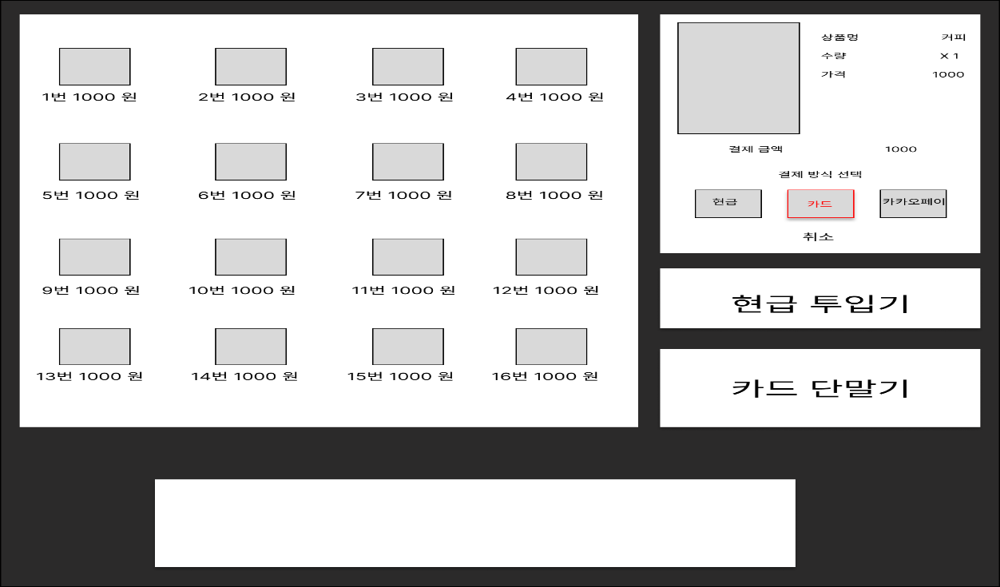 1번 1000 원
2번 1000 원
3번 1000 원
4번 1000 원
5번 1000 원
6번 1000 원
7번 1000 원
8번 1000 원
9번 1000 원
10번 1000 원
11번 1000 원
12번 1000 원
13번 1000 원
14번 1000 원
15번 1000 원
16번 1000 원
상품명 커피
수량 X 1
가격 1000
결제 금액 1000
결제 방식 선택
현금 카드 카카오페이
취소
현급 투입기
카드 단말기